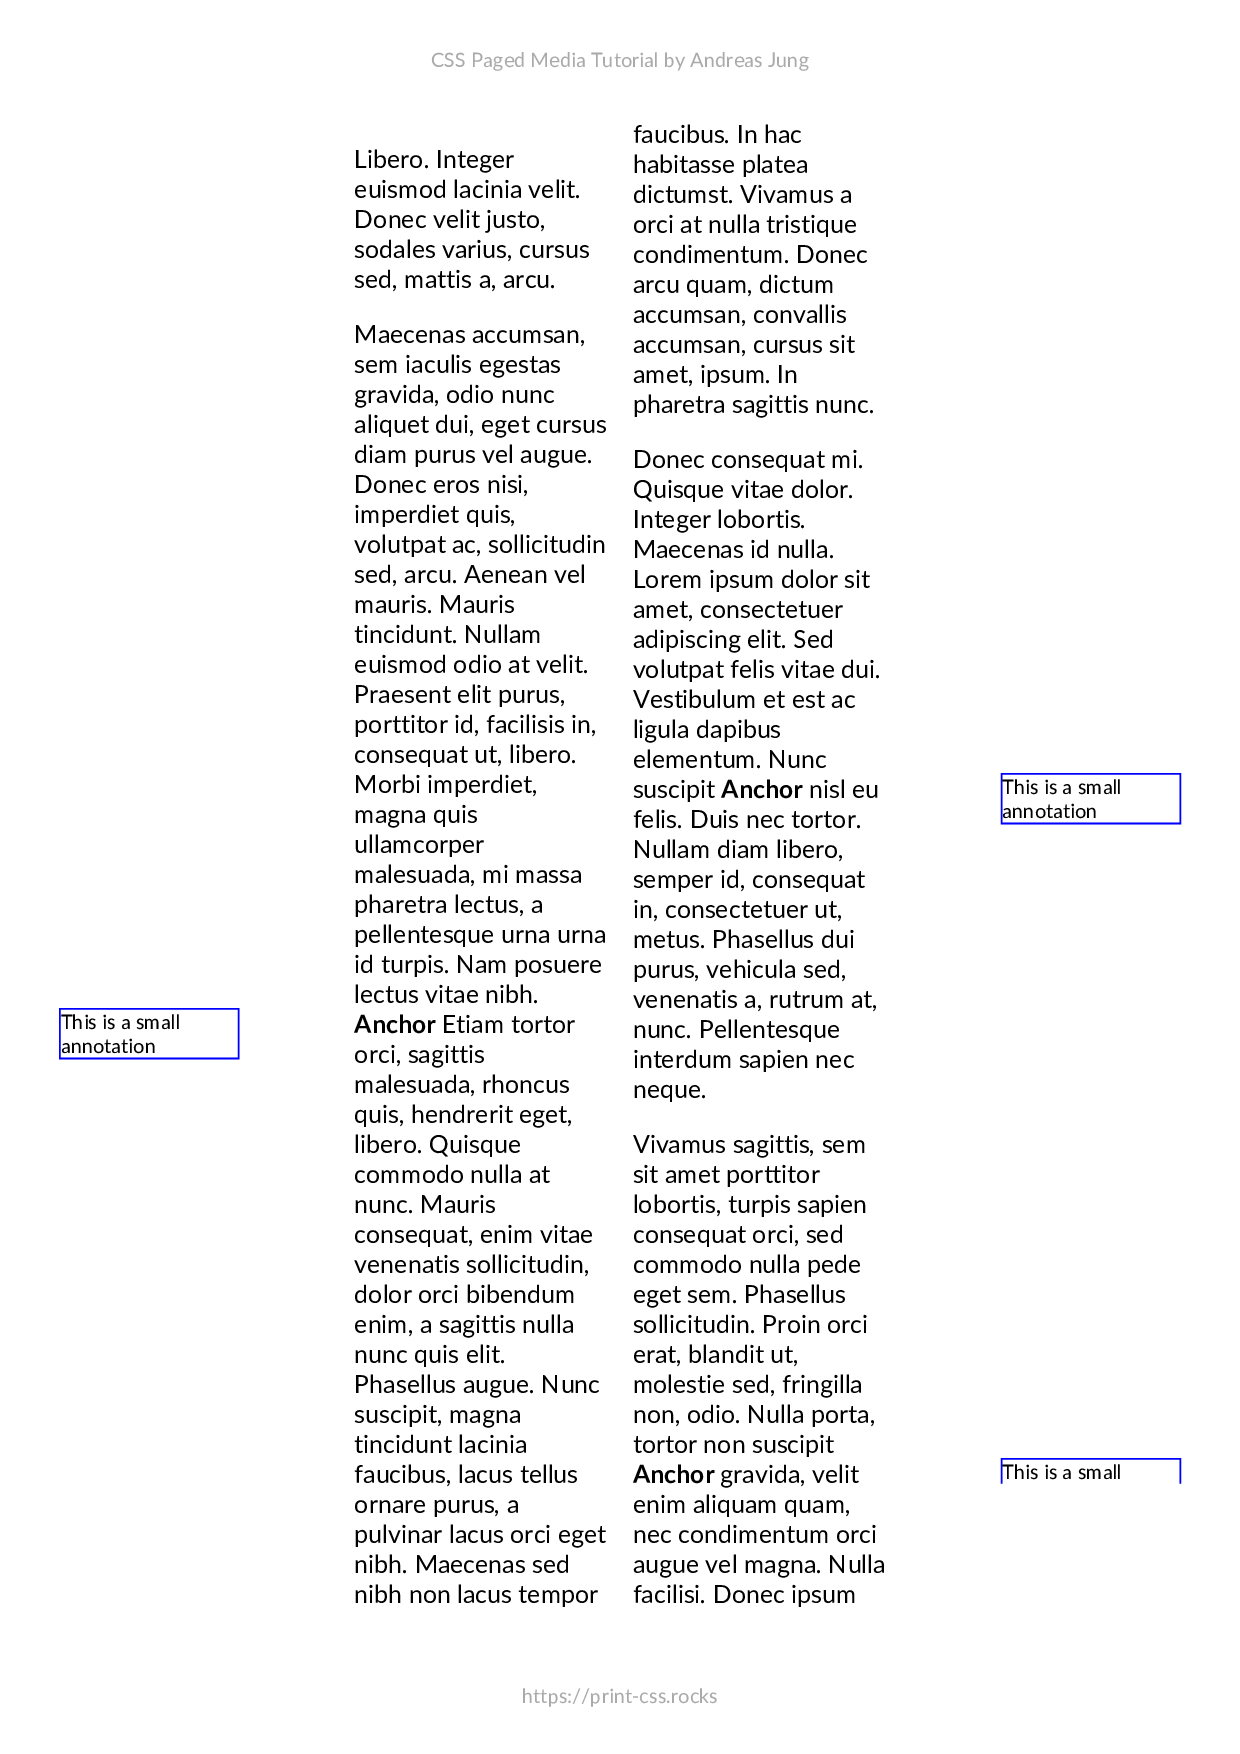 CSS Paged Media Tutorial by Andreas Jung
Libero. Integer
euismod lacinia velit.
Donec velit justo,
sodales varius, cursus
sed, mattis a, arcu.
Maecenas accumsan,
sem iaculis egestas
gravida, odio nunc
aliquet dui, eget cursus
diam purus vel augue.
Donec eros nisi,
imperdiet quis,
volutpat ac, sollicitudin
sed, arcu. Aenean vel
mauris. Mauris
tincidunt. Nullam
euismod odio at velit.
Praesent elit purus,
porttitor id, facilisis in,
consequat ut, libero.
Morbi imperdiet,
magna quis
ullamcorper
malesuada, mi massa
pharetra lectus, a
pellentesque urna urna
id turpis. Nam posuere
lectus vitae nibh.
Anchor Etiam tortor
orci, sagittis
malesuada, rhoncus
quis, hendrerit eget,
libero. Quisque
commodo nulla at
nunc. Mauris
consequat, enim vitae
venenatis sollicitudin,
dolor orci bibendum
enim, a sagittis nulla
nunc quis elit.
Phasellus augue. Nunc
suscipit, magna
tincidunt lacinia
faucibus, lacus tellus
ornare purus, a
pulvinar lacus orci eget
nibh. Maecenas sed
nibh non lacus tempor
This is a small
annotation
faucibus. In hac
habitasse platea
dictumst. Vivamus a
orci at nulla tristique
condimentum. Donec
arcu quam, dictum
accumsan, convallis
accumsan, cursus sit
amet, ipsum. In
pharetra sagittis nunc.
Donec consequat mi.
Quisque vitae dolor.
Integer lobortis.
Maecenas id nulla.
Lorem ipsum dolor sit
amet, consectetuer
adipiscing elit. Sed
volutpat felis vitae dui.
Vestibulum et est ac
ligula dapibus
elementum. Nunc
suscipit Anchor nisl eu
felis. Duis nec tortor.
Nullam diam libero,
semper id, consequat
in, consectetuer ut,
metus. Phasellus dui
purus, vehicula sed,
venenatis a, rutrum at,
nunc. Pellentesque
interdum sapien nec
neque.
Vivamus sagittis, sem
sit amet porttitor
lobortis, turpis sapien
consequat orci, sed
commodo nulla pede
eget sem. Phasellus
sollicitudin. Proin orci
erat, blandit ut,
molestie sed, fringilla
non, odio. Nulla porta,
tortor non suscipit
Anchor gravida, velit
enim aliquam quam,
nec condimentum orci
augue vel magna. Nulla
facilisi. Donec ipsum
This is a small
annotation
This is a small
https://print-css.rocks